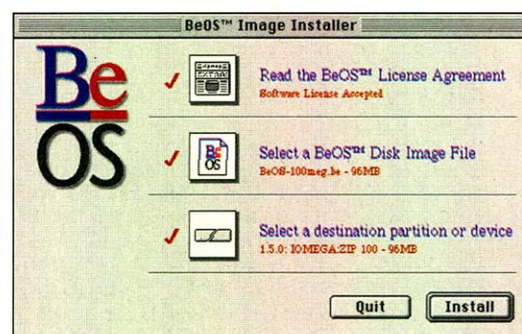 BeOS™ Image Installer
Be
OS
Read the BeOS™ License Agreement
Software License Accepted
Select a BeOS™ Disk Image File
BeOS-100meg.be - 96MB
Select a destination partition or device
1.5.0: IOMEGA:ZIP 100 - 96MB
Quit
Install